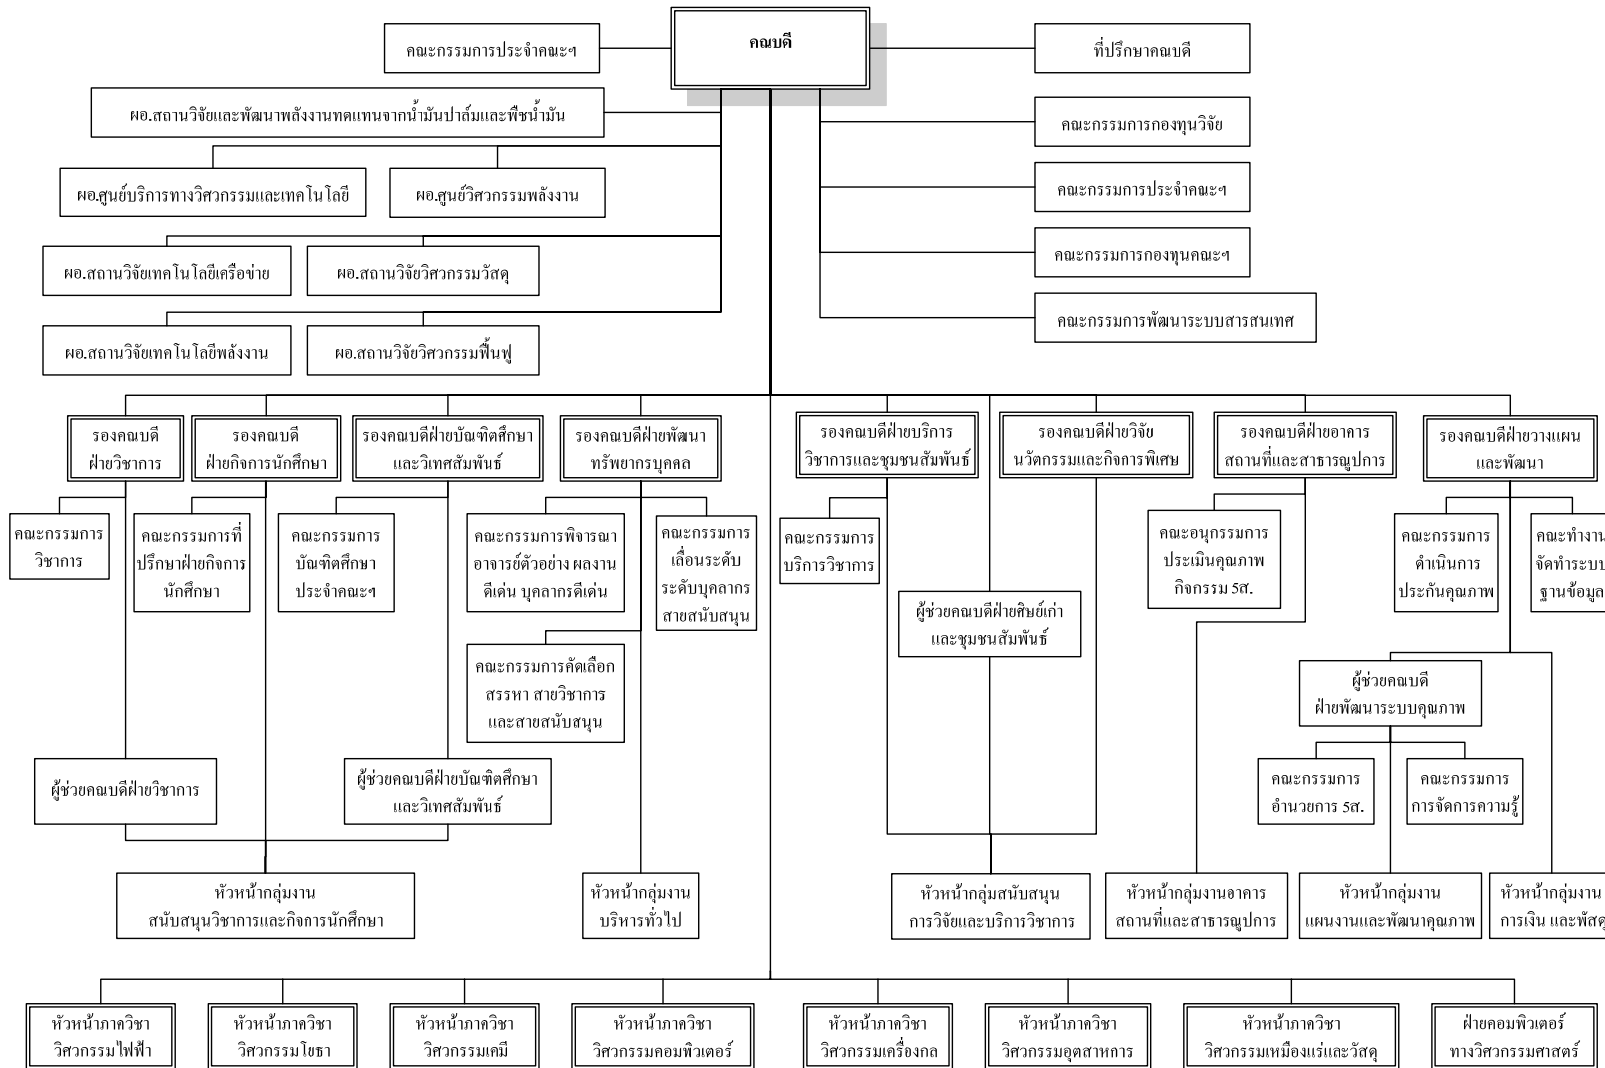 คณบดี
คณะกรรมการประจำคณะฯ
ที่ปรึกษาคณบดี
ผอ.สถานวิจัยและพัฒนาพลังงานทดแทนจากน้ำมันปาล์มและพืชน้ำมัน
คณะกรรมการกองทุนวิจัย
ผอ.ศูนย์บริการทางวิศวกรรมและเทคโนโลยี
ผอ.ศูนย์วิศวกรรมพลังงาน
คณะกรรมการประจำคณะฯ
ผอ.สถานวิจัยเทคโนโลยีเครือข่าย
ผอ.สถานวิจัยวิศวกรรมวัสดุ
คณะกรรมการกองทุนคณะฯ
คณะกรรมการพัฒนาระบบสารสนเทศ
ผอ.สถานวิจัยเทคโนโลยีพลังงาน
ผอ.สถานวิจัยวิศวกรรมฟื้นฟู
รองคณบดี
ฝ่ายวิชาการ
รองคณบดี
ฝ่ายกิจการนักศึกษา
รองคณบดีฝ่ายบัณฑิตศึกษา
และวิเทศสัมพันธ์
รองคณบดีฝ่ายพัฒนา
ทรัพยากรบุคคล
รองคณบดีฝ่ายบริการ
วิชาการและชุมชนสัมพันธ์
รองคณบดีฝ่ายวิจัย
นวัตกรรมและกิจการพิเศษ
รองคณบดีฝ่ายอาคาร
สถานที่และสาธารณูปการ
รองคณบดีฝ่ายวางแผน
และพัฒนา
คณะกรรมการ
วิชาการ
คณะกรรมการที่
ปรึกษาฝ่ายกิจการ
นักศึกษา
คณะกรรมการ
บัณฑิตศึกษา
ประจำคณะฯ
คณะกรรมการพิจารณา
อาจารย์ตัวอย่าง ผลงาน
ดีเด่น บุคลากรดีเด่น
คณะกรรมการ
เลื่อนระดับ
ระดับบุคลากร
สายสนับสนุน
คณะกรรมการ
บริการวิชาการ
คณะอนุกรรมการ
ประเมินคุณภาพ
กิจกรรม 5ส.
คณะกรรมการ
ดำเนินการ
ประกันคุณภาพ
คณะทำงาน
จัดทำระบบ
ฐานข้อมูล
ผู้ช่วยคณบดีฝ่ายศิษย์เก่า
และชุมชนสัมพันธ์
คณะกรรมการคัดเลือก
สรรหา สายวิชาการ
และสายสนับสนุน
ผู้ช่วยคณบดี
ฝ่ายพัฒนาระบบคุณภาพ
ผู้ช่วยคณบดีฝ่ายวิชาการ
ผู้ช่วยคณบดีฝ่ายบัณฑิตศึกษา
และวิเทศสัมพันธ์
คณะกรรมการ
อำนวยการ 5ส.
คณะกรรมการ
การจัดการความรู้
หัวหน้ากลุ่มงาน
สนับสนุนวิชาการและกิจการนักศึกษา
หัวหน้ากลุ่มงาน
บริหารทั่วไป
หัวหน้ากลุ่มสนับสนุน
การวิจัยและบริการวิชาการ
หัวหน้ากลุ่มงานอาคาร
สถานที่และสาธารณูปการ
หัวหน้ากลุ่มงาน
แผนงานและพัฒนาคุณภาพ
หัวหน้ากลุ่มงาน
การเงิน และพัสดุ
หัวหน้าภาควิชา
วิศวกรรมไฟฟ้า
หัวหน้าภาควิชา
วิศวกรรมโยธา
หัวหน้าภาควิชา
วิศวกรรมเคมี
หัวหน้าภาควิชา
วิศวกรรมคอมพิวเตอร์
หัวหน้าภาควิชา
วิศวกรรมเครื่องกล
หัวหน้าภาควิชา
วิศวกรรมอุตสาหการ
หัวหน้าภาควิชา
วิศวกรรมเหมืองแร่และวัสดุ
ฝ่ายคอมพิวเตอร์
ทางวิศวกรรมศาสตร์